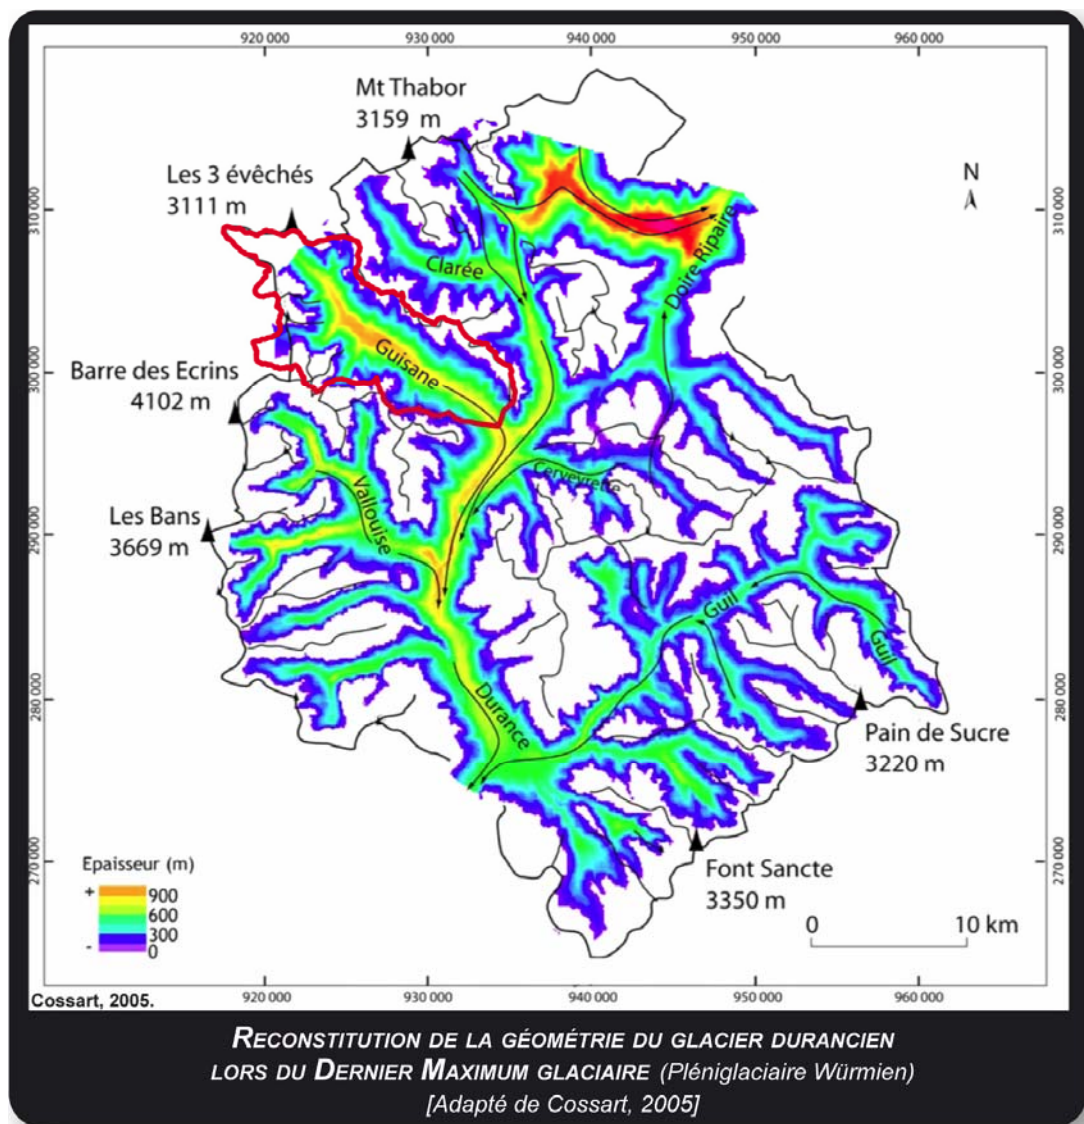 920 000
930 000
940 000
950 000
960 000
Mt Thabor
3159 m
Les 3 évêchés
3111 m
N
310 000
310 000
Clarée
Doire Ripaire
Guisane
300 000
300 000
Barre des Ecrins
4102 m
Cerveyrette
Vallouise
Les Bans
3669 m
290 000
290 000
Guil
Guil
280 000
280 000
Durance
Pain de Sucre
3220 m
Epaisseur (m)
+
900
600
300
-
0
270 000
270 000
Font Sancte
3350 m
0
10 km
Cossart, 2005.
920 000
930 000
940 000
950 000
960 000
RECONSTITUTION DE LA GÉOMÉTRIE DU GLACIER DURANCIEN
LORS DU DERNIER MAXIMUM GLACIAIRE (Pléniglaciaire Würmien)
[Adapté de Cossart, 2005]